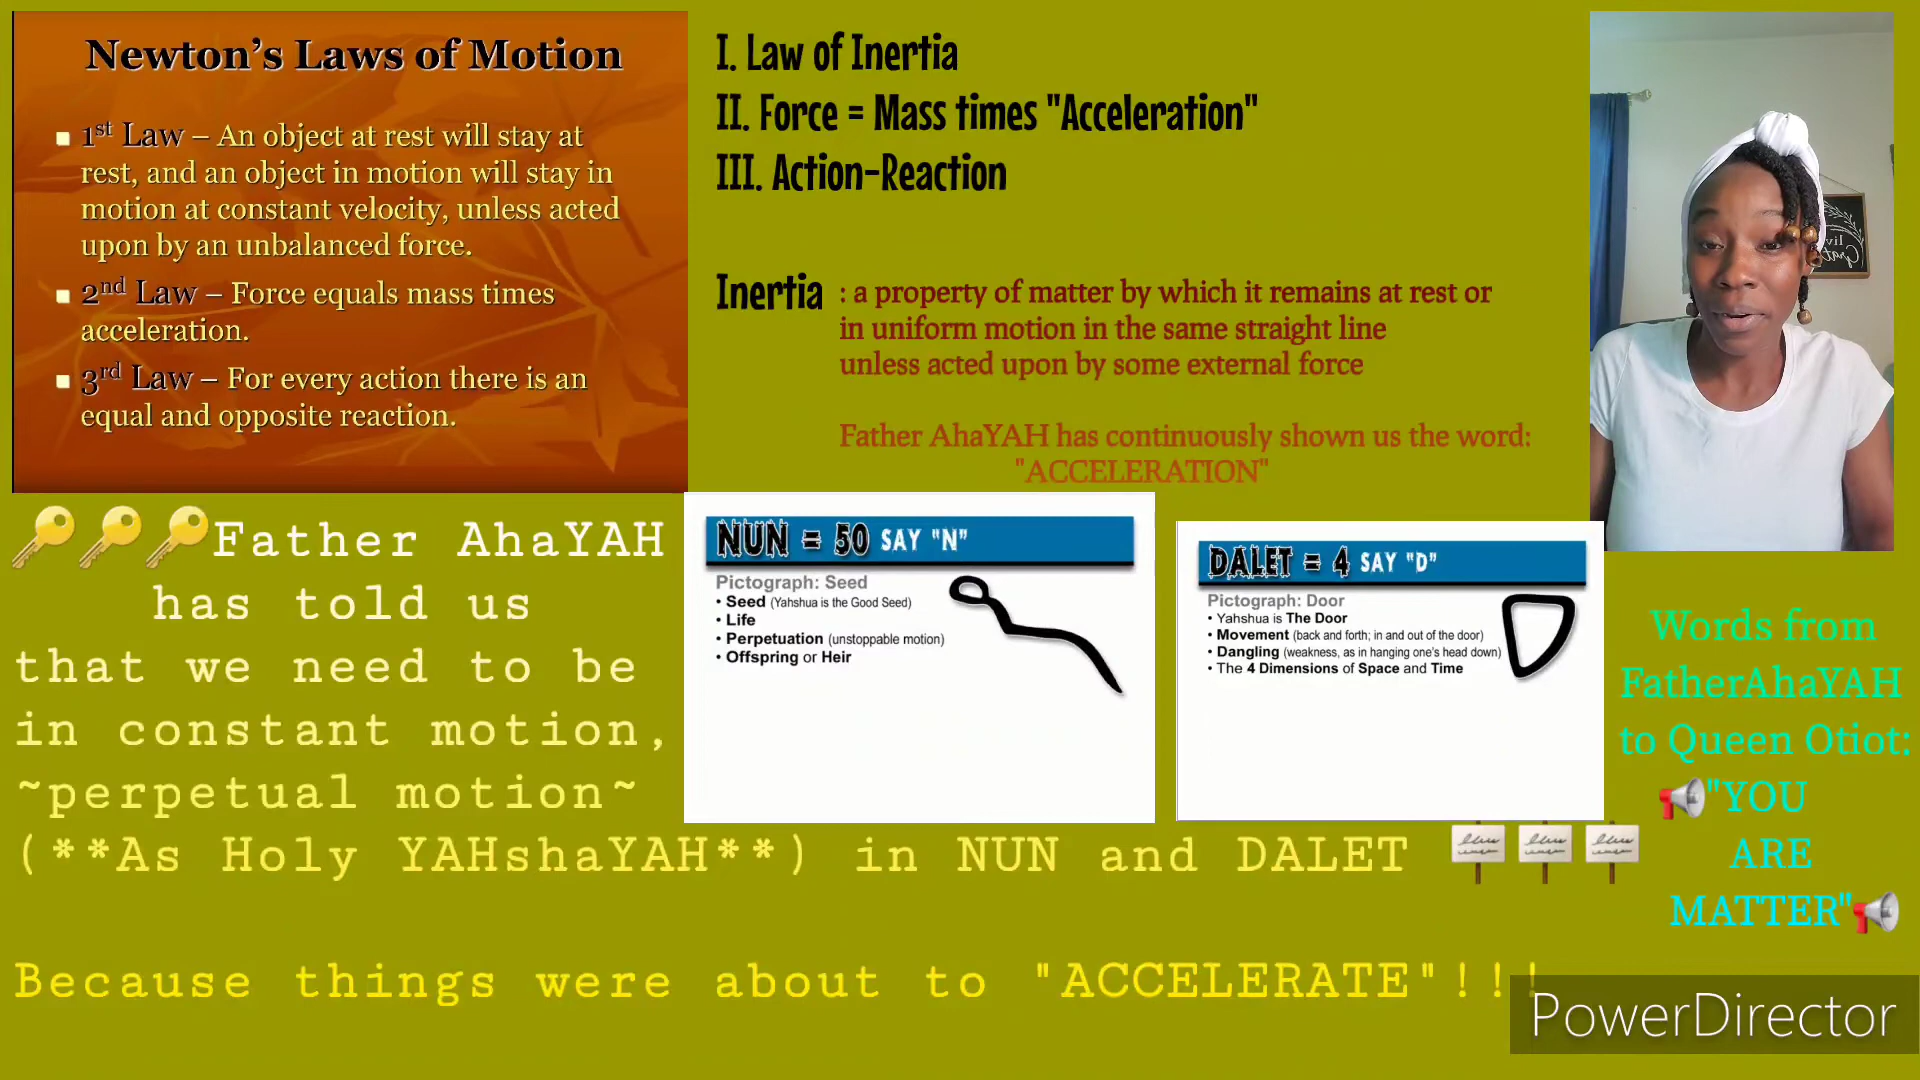 Newton's Laws of Motion
1st Law – An object at rest will stay at
rest, and an object in motion will stay in
motion at constant velocity, unless acted
upon by an unbalanced force.
2nd Law – Force equals mass times
acceleration.
3rd Law – For every action there is an
equal and opposite reaction.
I. Law of Inertia
II. Force = Mass times "Acceleration"
III. Action-Reaction
Inertia : a property of matter by which it remains at rest or
in uniform motion in the same straight line
unless acted upon by some external force
Father AhaYAH has continuously shown us the word:
"ACCELERATION"
🔑🔑🔑Father AhaYAH
has told us
that we need to be
in constant motion,
~perpetual motion~
(**As Holy YAHshaYAH**) in NUN and DALET
Because things were about to "ACCELERATE"!!!
NUN = 50 SAY "N"
Pictograph: Seed
• Seed (Yahshua is the Good Seed)
• Life
• Perpetuation (unstoppable motion)
• Offspring or Heir
DALET = 4 SAY "D"
Pictograph: Door
• Yahshua is The Door
• Movement (back and forth; in and out of the door)
• Dangling (weakness, as in hanging one's head down)
• The 4 Dimensions of Space and Time
Words from
FatherAhaYAH
to Queen Otiot:
📢"YOU
ARE
MATTER"📢
PowerDirector